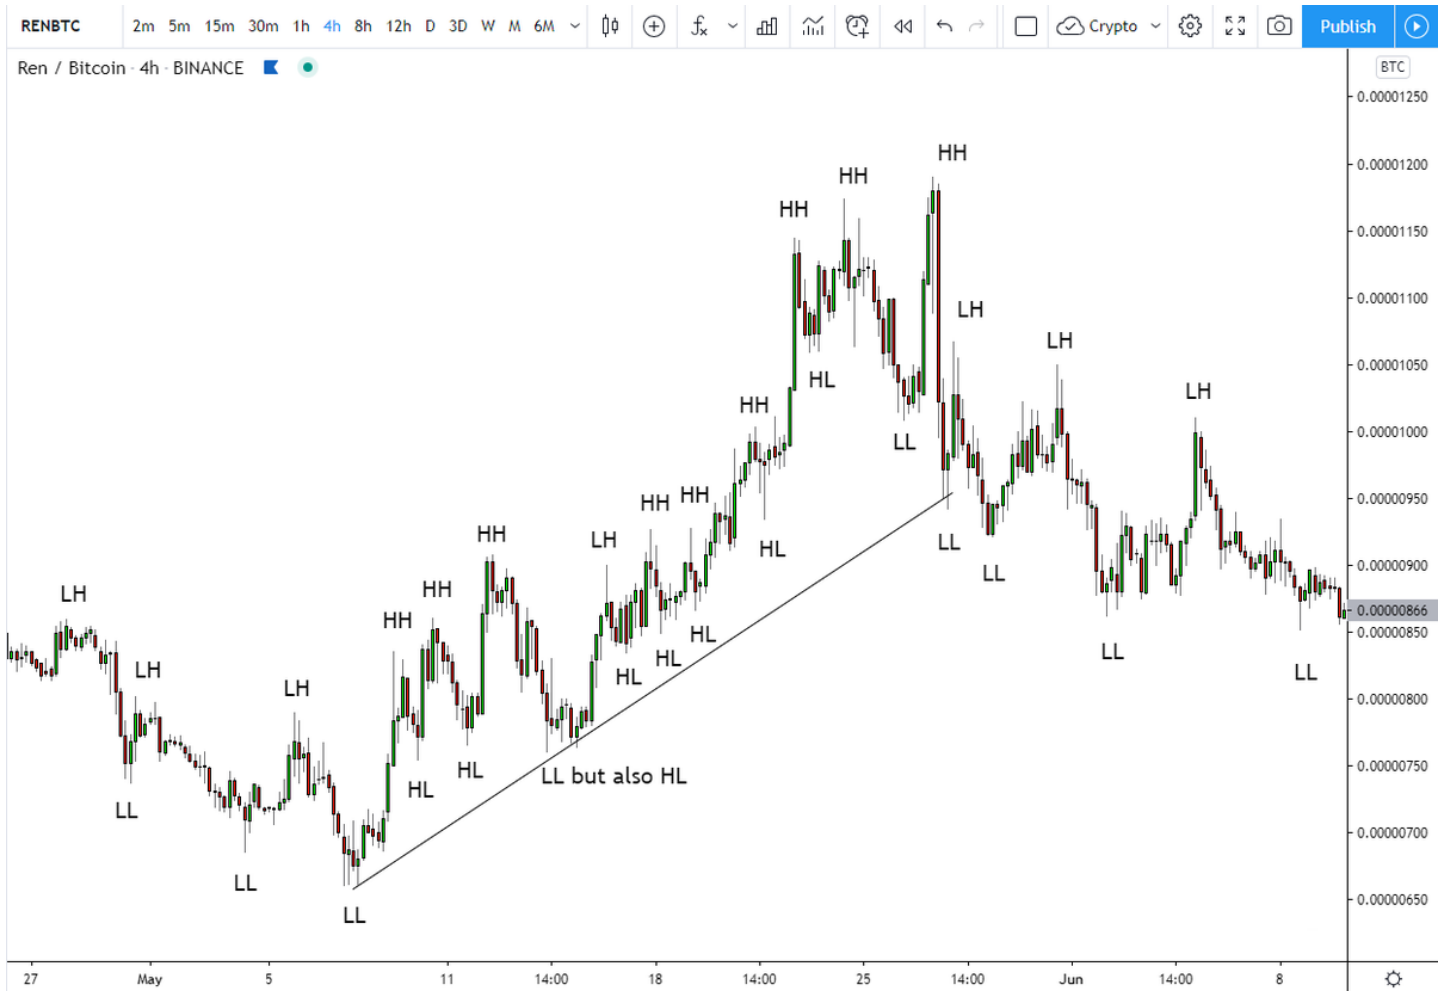 RENBTC 2m 5m 15m 30m 1h 4h 8h 12h D 3D W M 6M fx Crypto Publish
Ren / Bitcoin · 4h · BINANCE BTC
0.00001250
HH
0.00001200
HH
HH
0.00001150
LH
0.00001100
LH
0.00001050
HL
LH
HH
0.00001000
LL
HH HH
0.00000950
HH
LH
LL
HL
0.00000900
LL
LH
HH
HH
0.00000866
HL
0.00000850
LL
HL
LH
HL
LL
LH
0.00000800
HL
LL but also HL
0.00000750
HL
LL
0.00000700
LL
0.00000650
LL
27 May 5 11 14:00 18 14:00 25 14:00 Jun 14:00 8